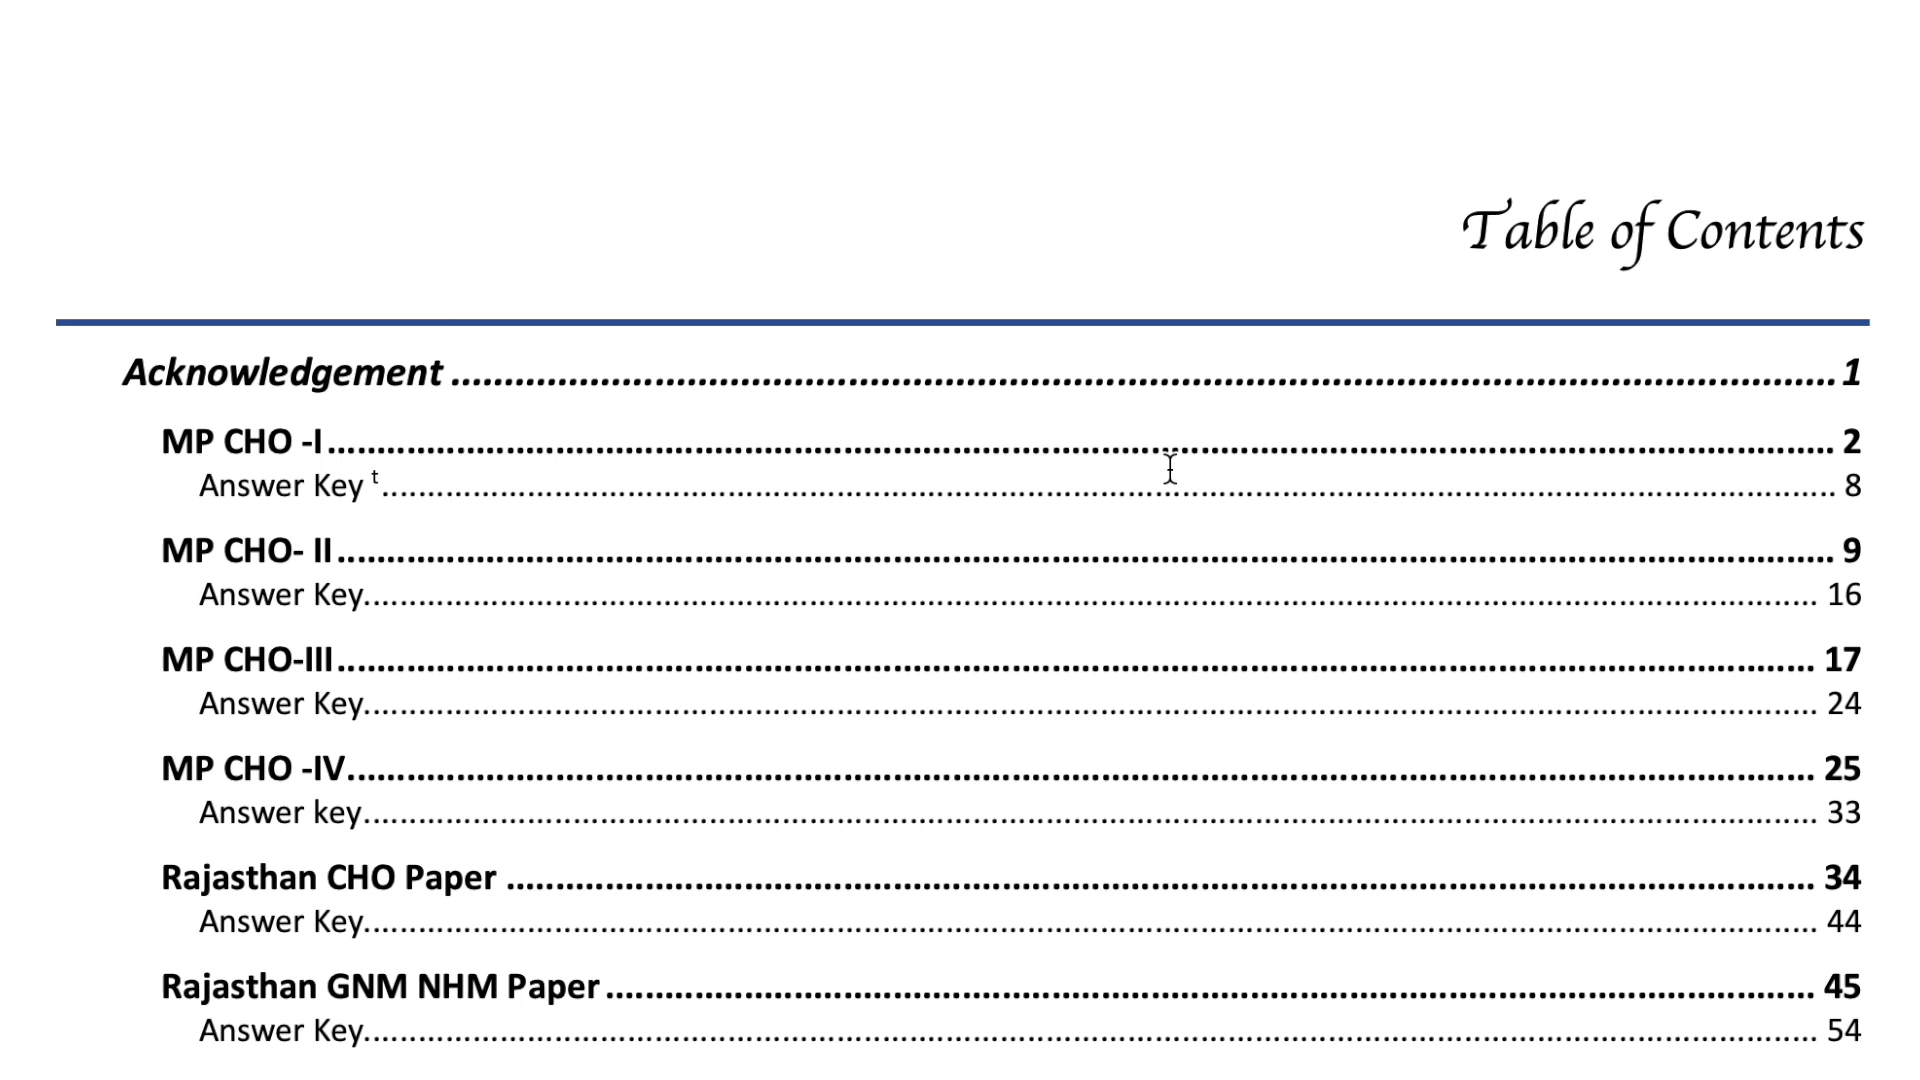 Table of Contents
Acknowledgement ........................................................................................................................................ 1
MP CHO -I ........................................................................................................................................ 2
Answer Key t ........................................................................................................................................ 8
MP CHO- II ........................................................................................................................................ 9
Answer Key ........................................................................................................................................ 16
MP CHO-III ........................................................................................................................................ 17
Answer Key ........................................................................................................................................ 24
MP CHO -IV ........................................................................................................................................ 25
Answer key ........................................................................................................................................ 33
Rajasthan CHO Paper ........................................................................................................................................ 34
Answer Key ........................................................................................................................................ 44
Rajasthan GNM NHM Paper ........................................................................................................................................ 45
Answer Key ........................................................................................................................................ 54